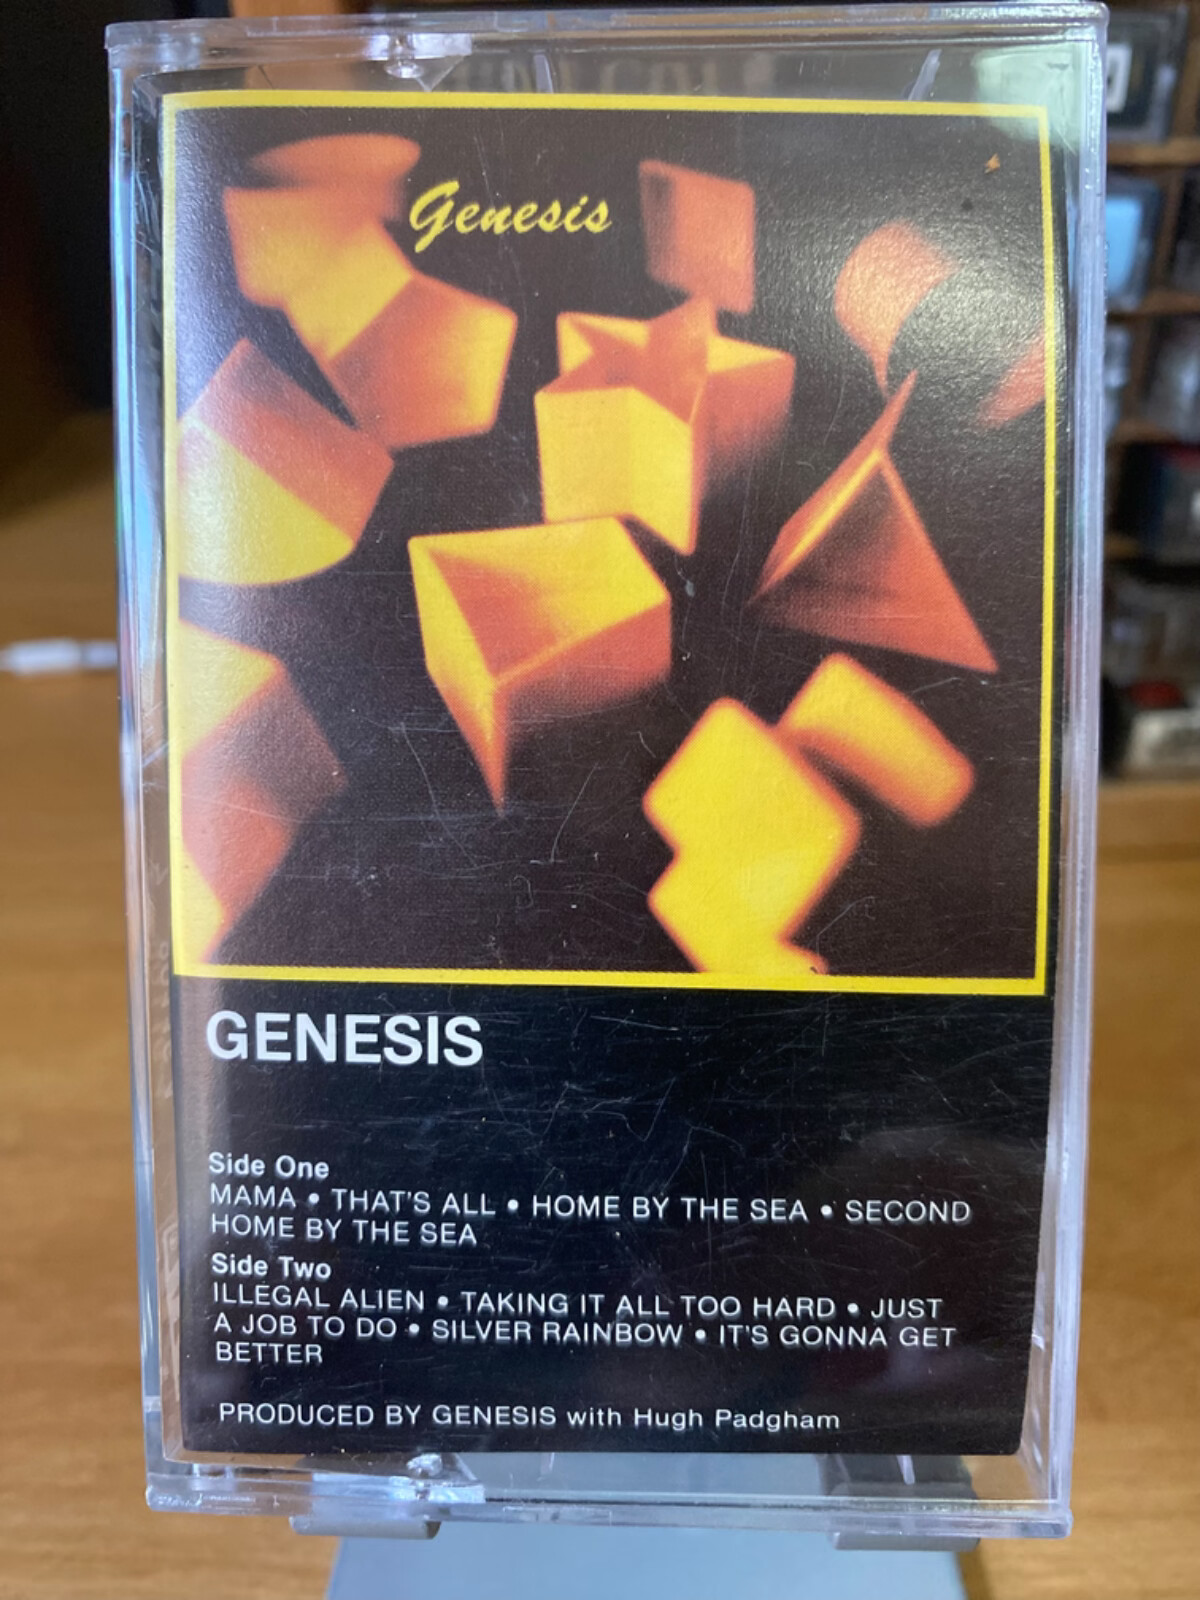 Genesis
GENESIS
Side One
MAMA • THAT'S ALL • HOME BY THE SEA • SECOND
HOME BY THE SEA
Side Two
ILLEGAL ALIEN • TAKING IT ALL TOO HARD • JUST
A JOB TO DO • SILVER RAINBOW • IT'S GONNA GET
BETTER
PRODUCED BY GENESIS with Hugh Padgham